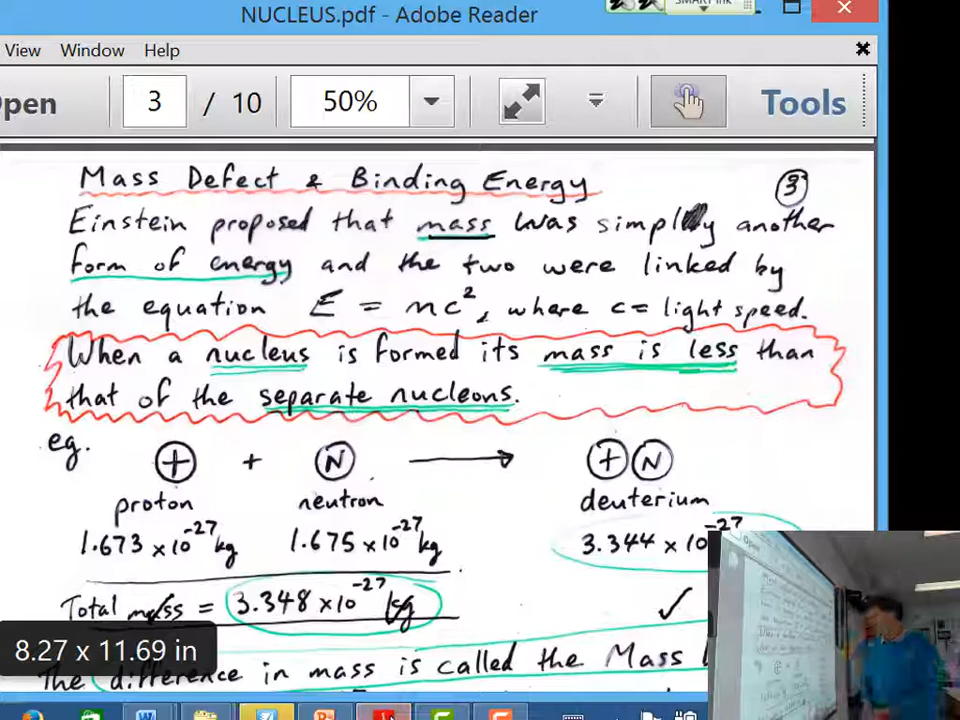 NUCLEUS.pdf - Adobe Reader
View Window Help
pen 3 / 10 50% Tools
Mass Defect & Binding Energy 3
Einstein proposed that mass was simply another
form of energy and the two were linked by
the equation E = mc², where c = light speed.
When a nucleus is formed its mass is less than
that of the separate nucleons.
eg. + + N → + N
proton neutron deuterium
1.673 x 10⁻²⁷ kg 1.675 x 10⁻²⁷ kg 3.344 x 10⁻²⁷
Total mass = 3.348 x 10⁻²⁷ kg ✓
8.27 x 11.69 in
The difference in mass is called the Mass